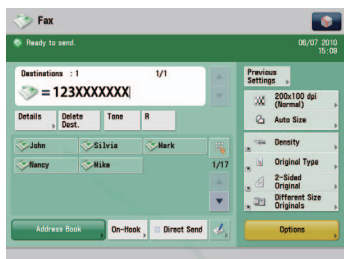 Fax
Ready to send.
06/07 2010
15:09
Destinations : 1
1/1
=123XXXXXXX
Details
Delete
Dest.
Tone
R
John
Silvia
Mark
Nancy
Mike
1/17
Address Book
On-Hook
Direct Send
Previous
Settings
200x100 dpi
(Normal)
Auto Size
Density
Original Type
2-Sided
Original
Different Size
Originals
Options